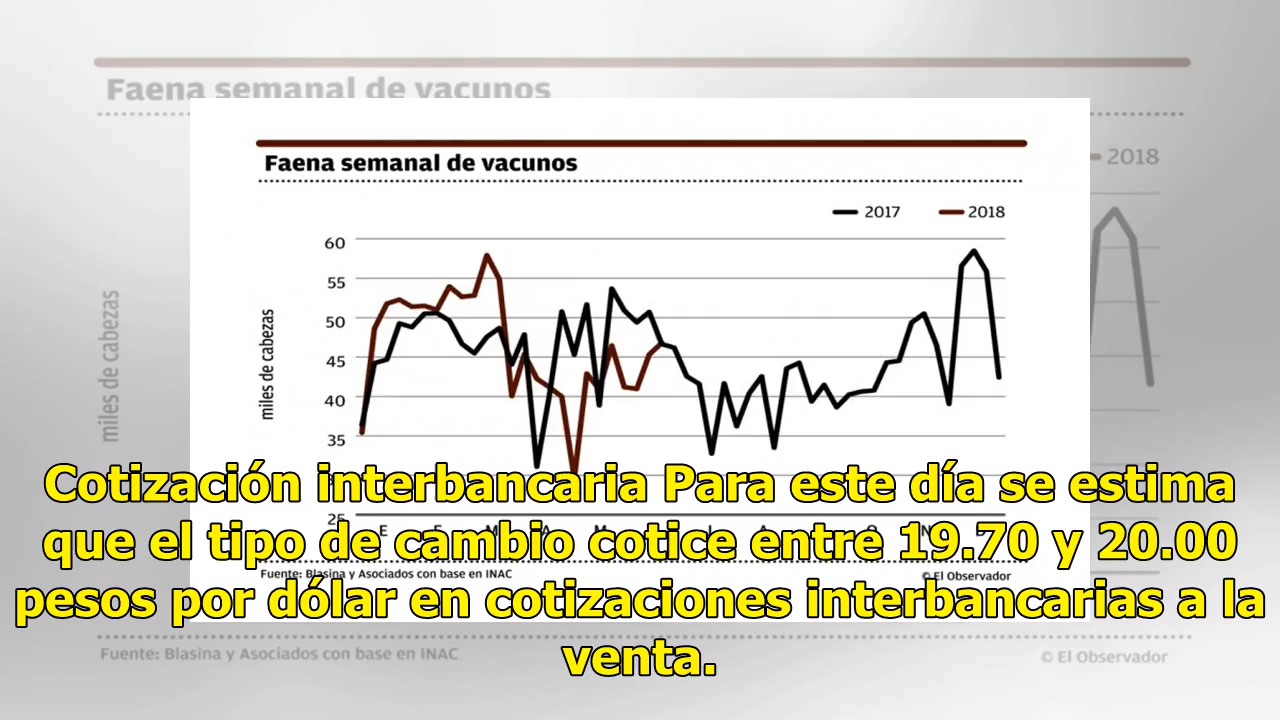 Faena semanal de vacunos
2018
Faena semanal de vacunos
2017
2018
miles de cabezas
miles de cabezas
60
55
50
45
40
35
25
E
F
M
A
M
J
A
O
N
Cotización interbancaria Para este día se estima
que el tipo de cambio cotice entre 19.70 y 20.00
pesos por dólar en cotizaciones interbancarias a la
venta.
Fuente: Blasina y Asociados con base en INAC
© El Observador
Fuente: Blasina y Asociados con base en INAC
© El Observador